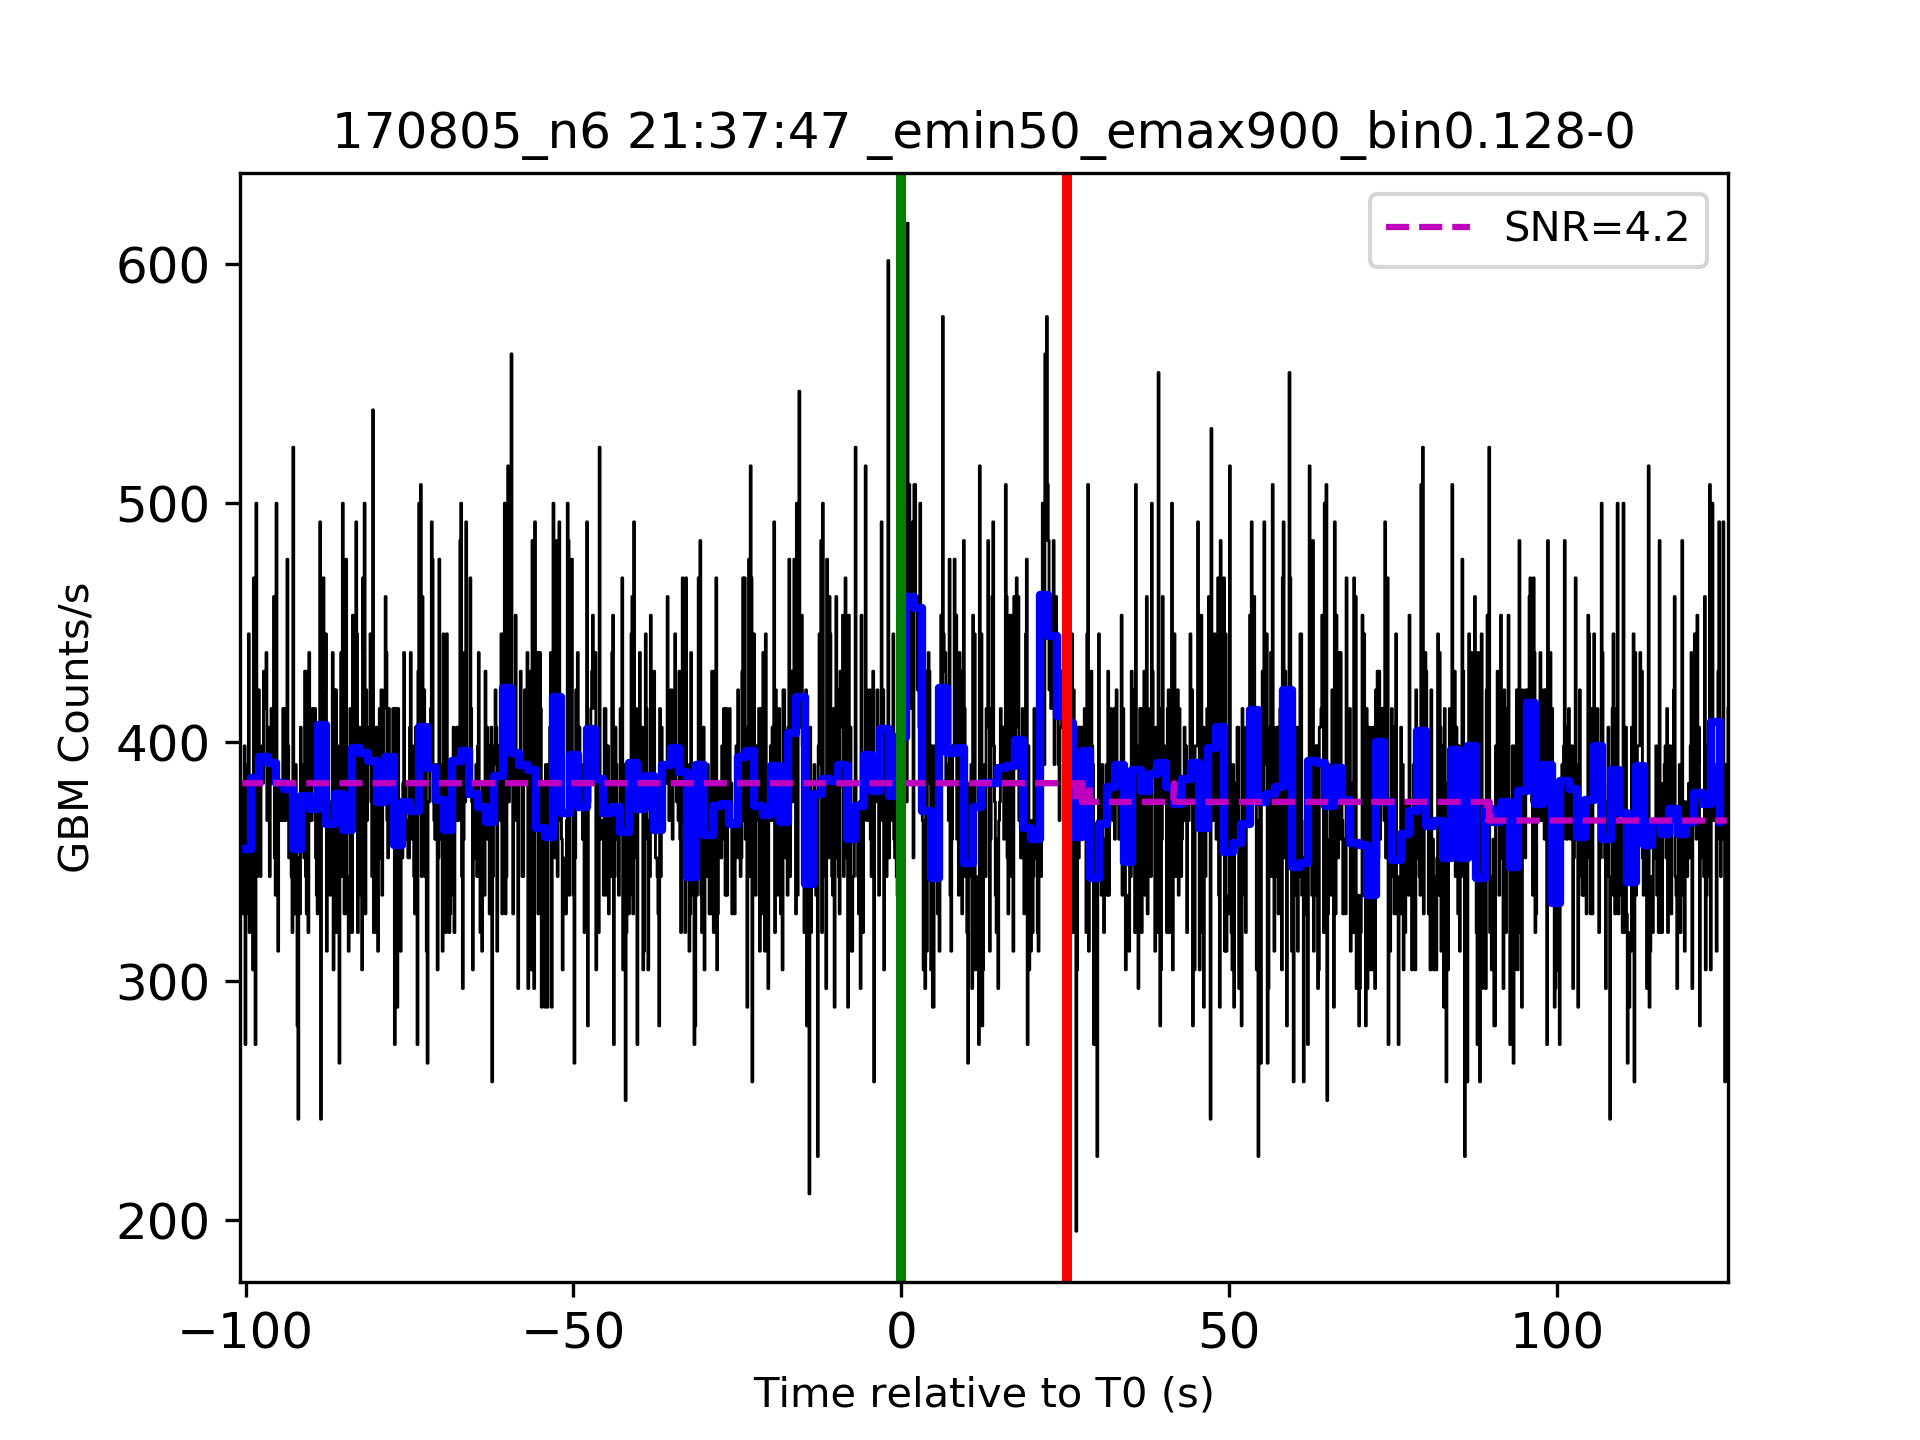 170805_n6 21:37:47 _emin50_emax900_bin0.128-0
SNR=4.2
GBM Counts/s
600
500
400
300
200
−100
−50
0
50
100
Time relative to T0 (s)